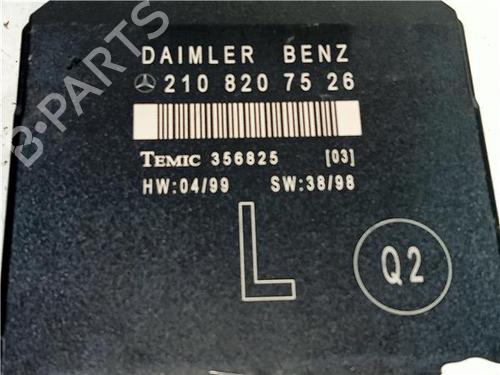 DAIMLER BENZ
210 820 75 26
TEMIC 356825 [03]
HW:04/99 SW:38/98
L
Q2
B-PARTS